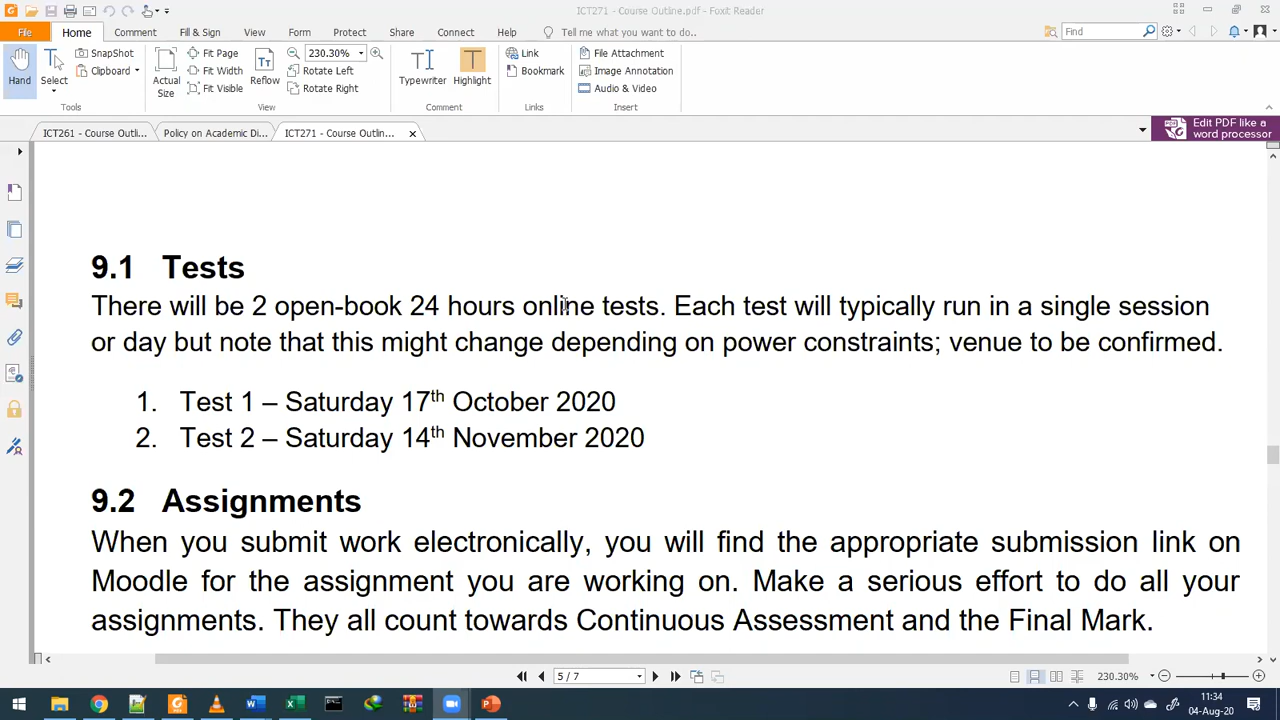 ICT271 - Course Outline.pdf - Foxit Reader
File Home Comment Fill & Sign View Form Protect Share Connect Help Tell me what you want to do.. Find
Hand
Select
SnapShot
Clipboard
Tools
Actual Size
Fit Page
Fit Width
Fit Visible
Reflow
230.30%
Rotate Left
Rotate Right
View
Typewriter
Highlight
Comment
Link
Bookmark
Links
File Attachment
Image Annotation
Audio & Video
Insert
ICT261 - Course Outli... Policy on Academic Di... ICT271 - Course Outlin...
Edit PDF like a
word processor
9.1 Tests
There will be 2 open-book 24 hours online tests. Each test will typically run in a single session
or day but note that this might change depending on power constraints; venue to be confirmed.
1. Test 1 – Saturday 17th October 2020
2. Test 2 – Saturday 14th November 2020
9.2 Assignments
When you submit work electronically, you will find the appropriate submission link on
Moodle for the assignment you are working on. Make a serious effort to do all your
assignments. They all count towards Continuous Assessment and the Final Mark.
5 / 7
230.30%
11:34
04-Aug-20